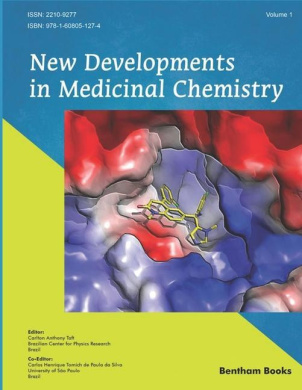 ISSN: 2210-9277
Volume 1
ISBN: 978-1-60805-127-4
New Developments
in Medicinal Chemistry
Editor:
Carlton Anthony Taft
Brazilian Center for Physics Research
Brazil
Co-Editor:
Carlos Henrique Tomich de Paula da Silva
University of São Paulo
Brazil
Bentham Books